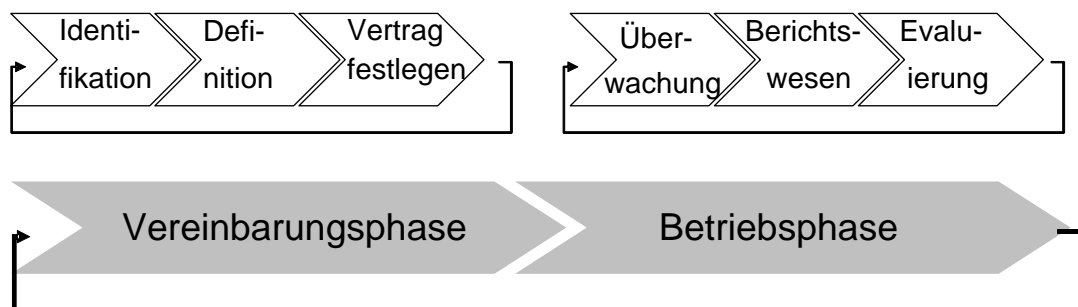 Identi-
fikation
Defi-
nition
Vertrag
festlegen
Über-
wachung
Berichts-
wesen
Evalu-
ierung
Vereinbarungsphase
Betriebsphase